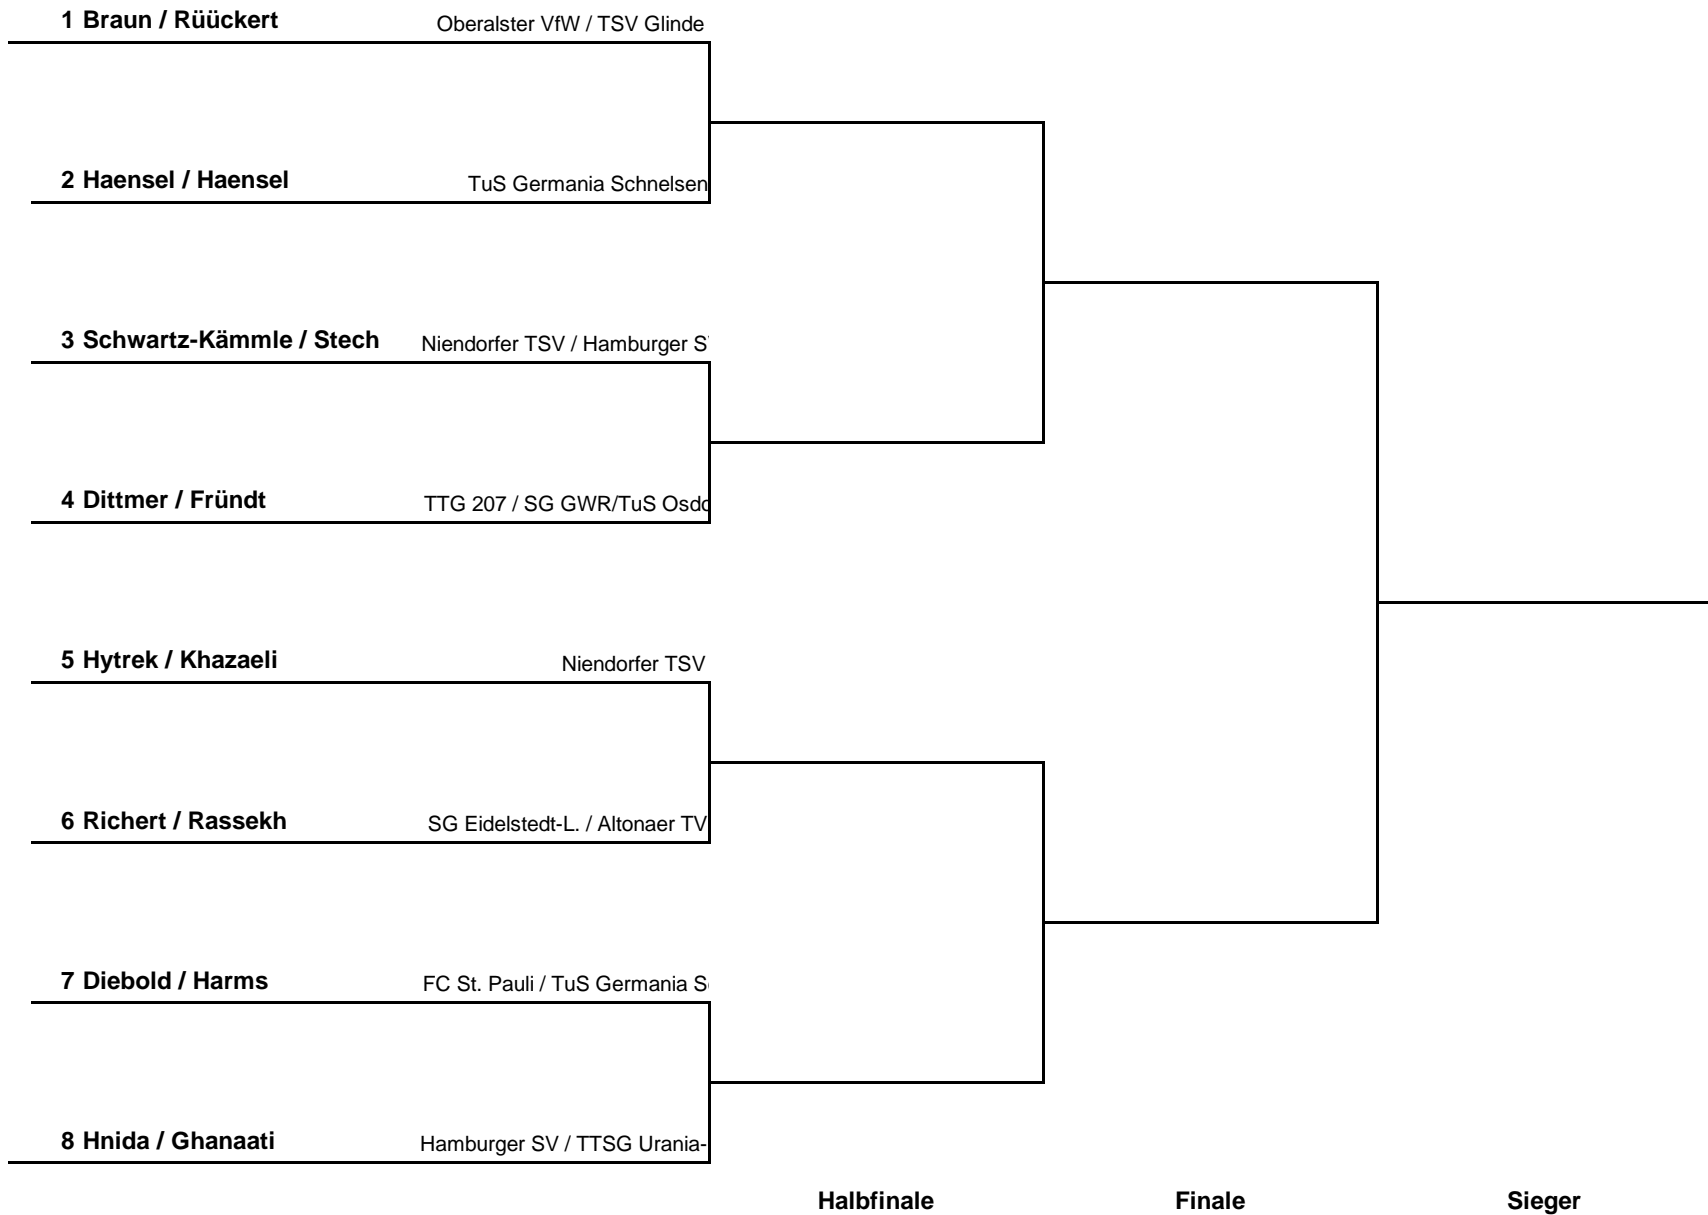 1 Braun / Rüückert Oberalster VfW / TSV Glinde
2 Haensel / Haensel TuS Germania Schnelsen
3 Schwartz-Kämmle / Stech Niendorfer TSV / Hamburger S
4 Dittmer / Fründt TTG 207 / SG GWR/TuS Osdo
5 Hytrek / Khazaeli Niendorfer TSV
6 Richert / Rassekh SG Eidelstedt-L. / Altonaer TV
7 Diebold / Harms FC St. Pauli / TuS Germania S
8 Hnida / Ghanaati Hamburger SV / TTSG Urania-
Halbfinale Finale Sieger